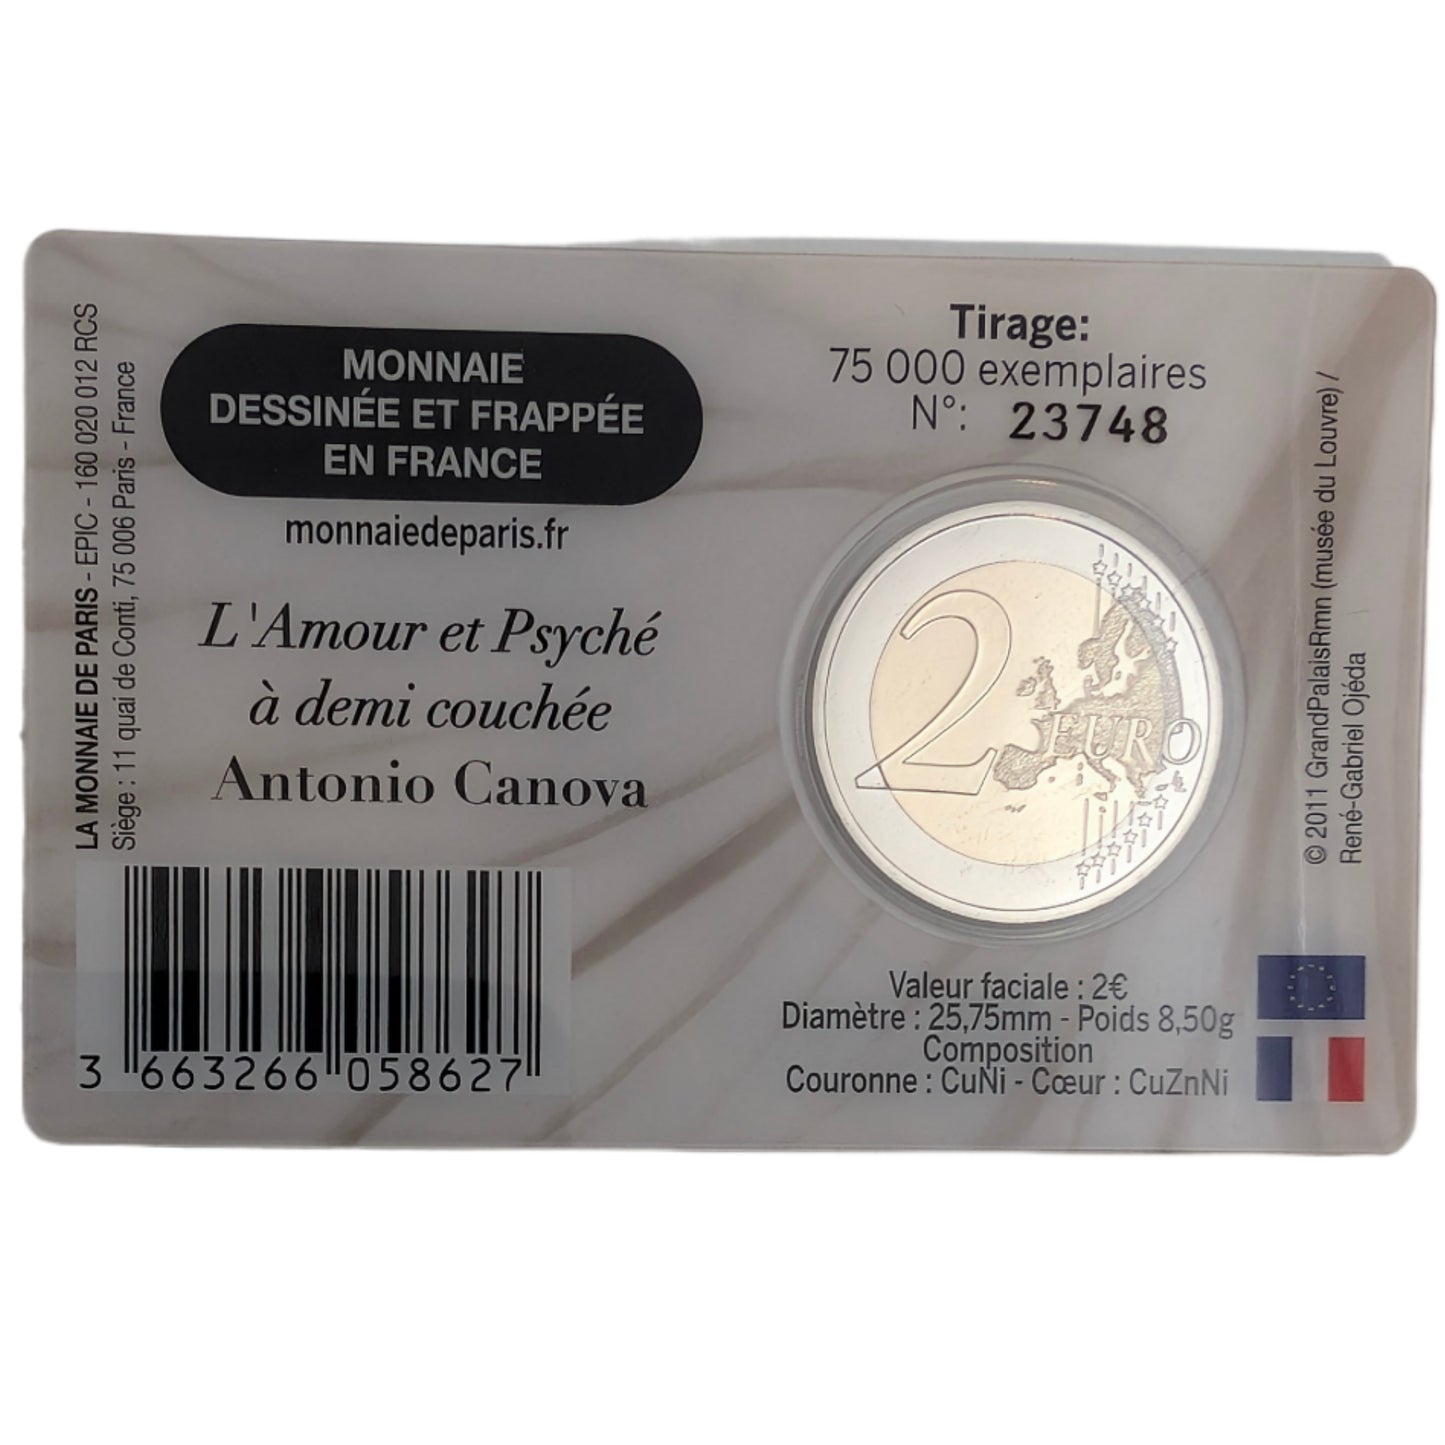 LA MONNAIE DE PARIS - EPIC - 160 020 012 RCS
Siège : 11 quai de Conti, 75 006 Paris - France
MONNAIE
DESSINÉE ET FRAPPÉE
EN FRANCE
monnaiedeparis.fr
L'Amour et Psyché
à demi couchée
Antonio Canova
3 663266 058627
Tirage:
75 000 exemplaires
N°: 23748
2 EURO
Valeur faciale : 2€
Diamètre : 25,75mm - Poids 8,50g
Composition
Couronne : CuNi - Cœur : CuZnNi
© 2011 GrandPalaisRmn (musée du Louvre) /
René-Gabriel Ojéda